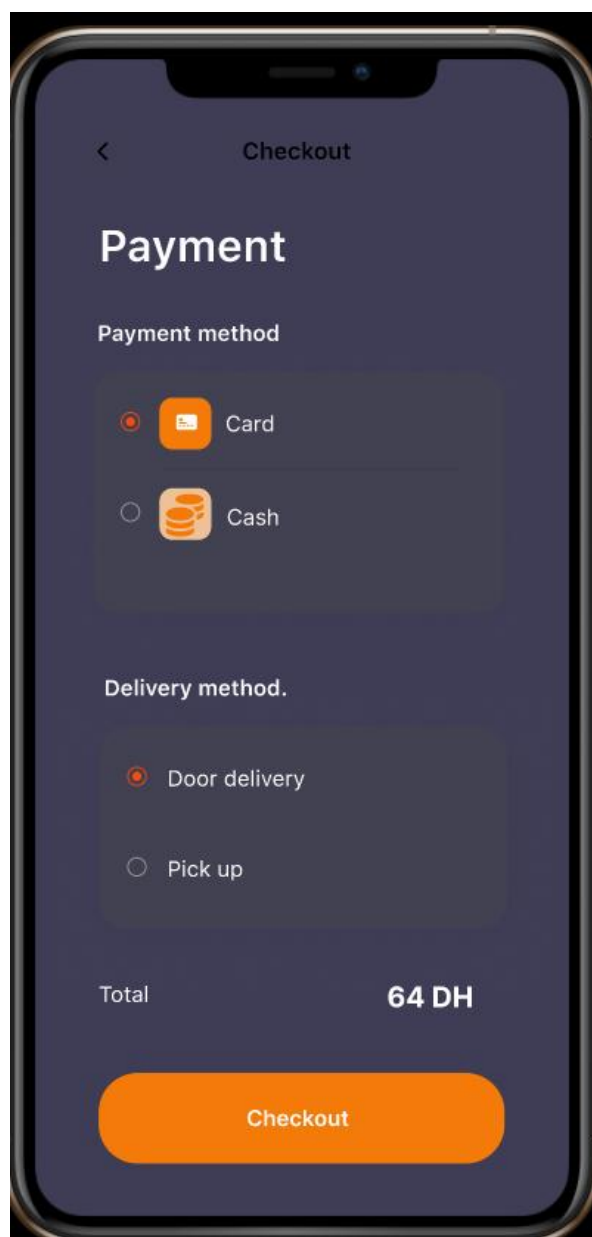 Checkout
Payment
Payment method
Card
Cash
Delivery method.
Door delivery
Pick up
Total 64 DH
Checkout